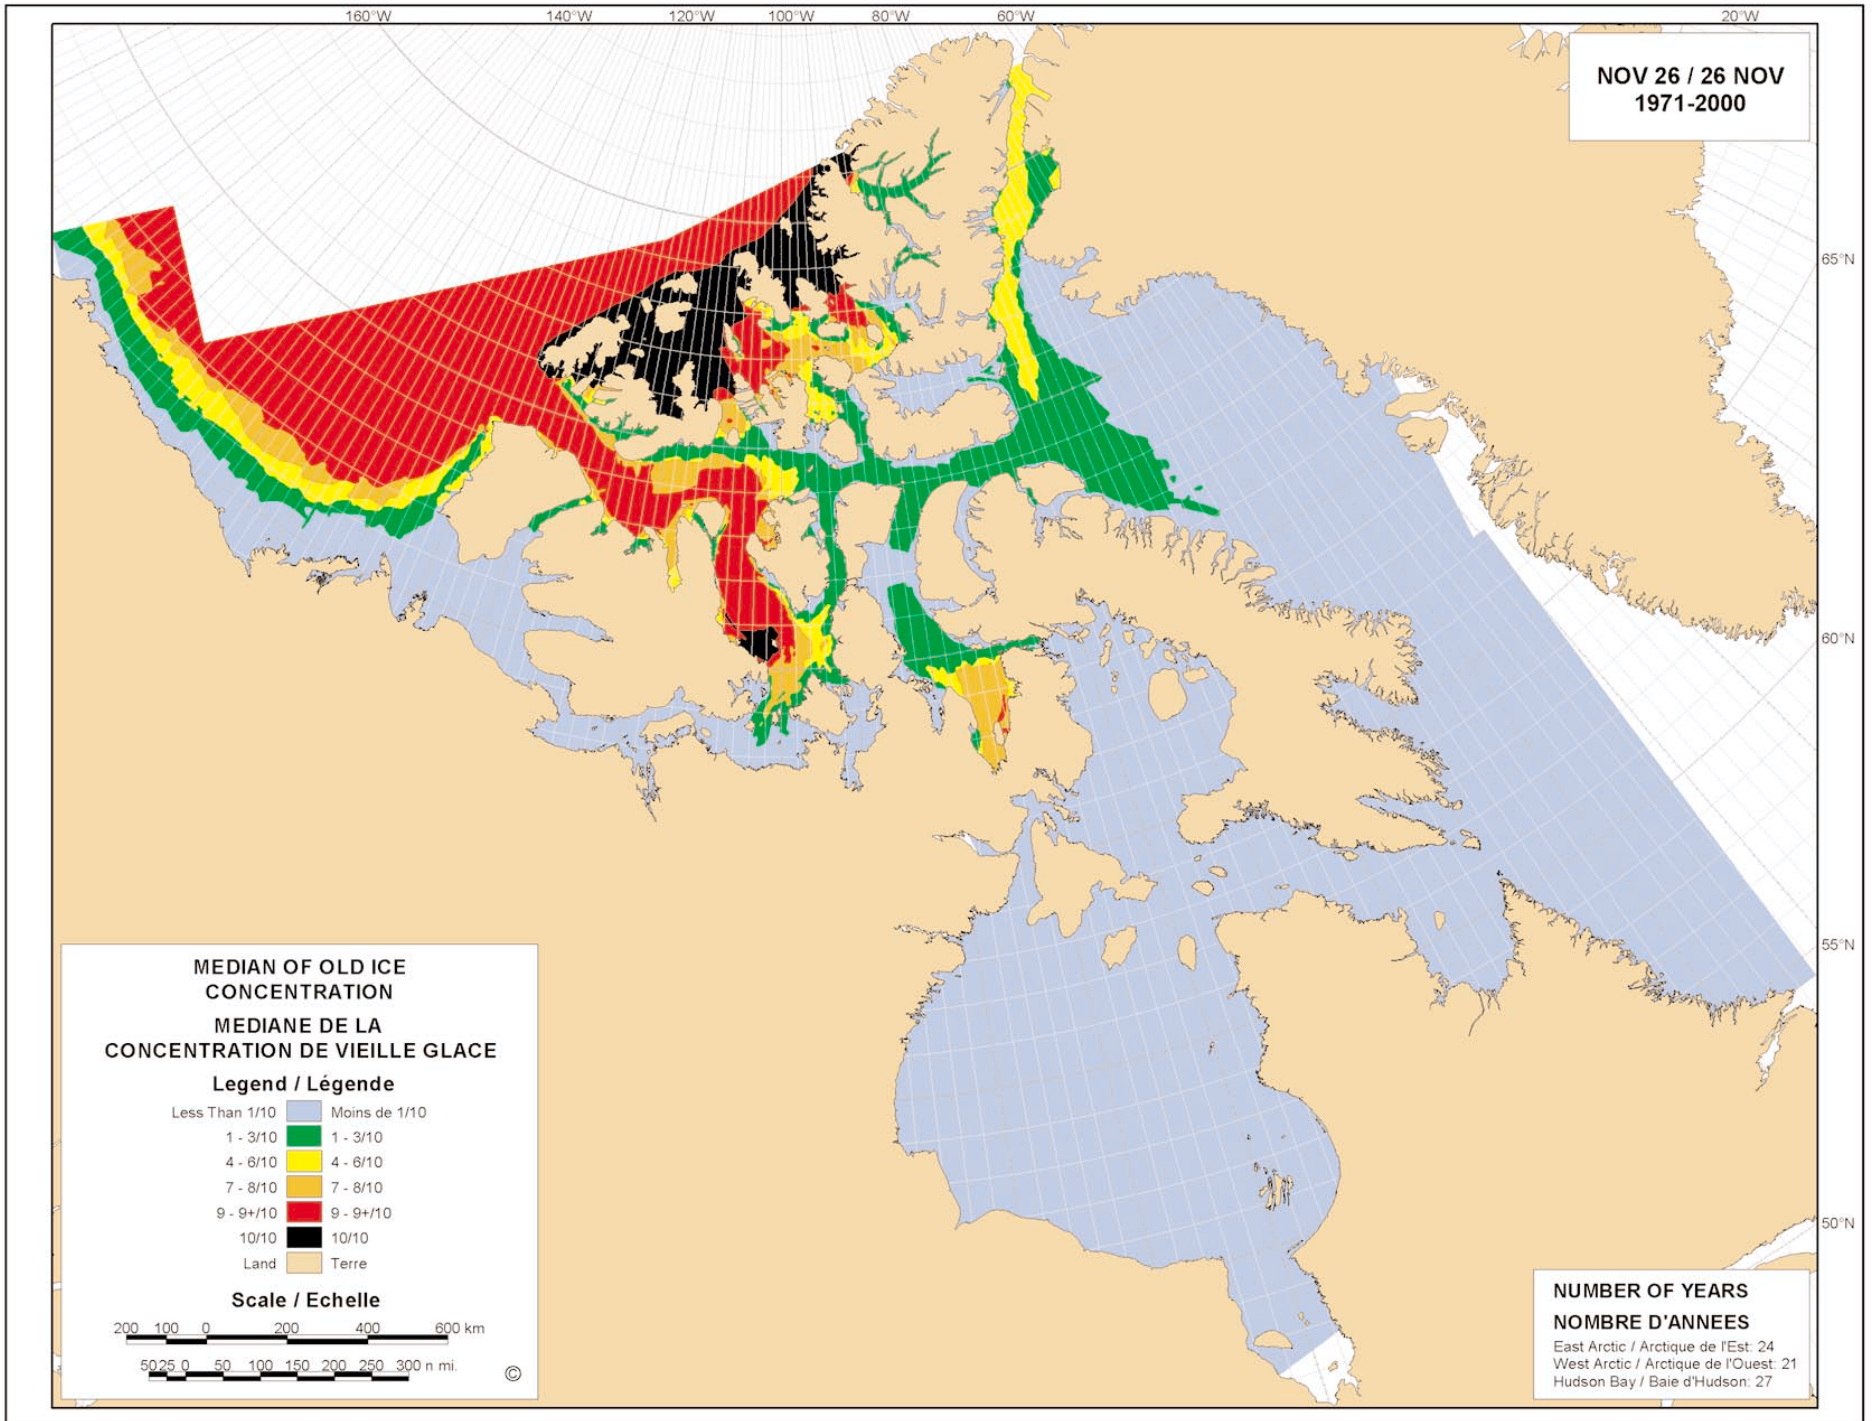 160°W 140°W 120°W 100°W 80°W 60°W 20°W
NOV 26 / 26 NOV
1971-2000
65°N
60°N
55°N
50°N
MEDIAN OF OLD ICE
CONCENTRATION
MEDIANE DE LA
CONCENTRATION DE VIEILLE GLACE
Legend / Légende
Less Than 1/10 Moins de 1/10
1 - 3/10 1 - 3/10
4 - 6/10 4 - 6/10
7 - 8/10 7 - 8/10
9 - 9+/10 9 - 9+/10
10/10 10/10
Land Terre
Scale / Echelle
200 100 0 200 400 600 km
50 25 0 50 100 150 200 250 300 n mi.
©
NUMBER OF YEARS
NOMBRE D'ANNEES
East Arctic / Arctique de l'Est: 24
West Arctic / Arctique de l'Ouest: 21
Hudson Bay / Baie d'Hudson: 27